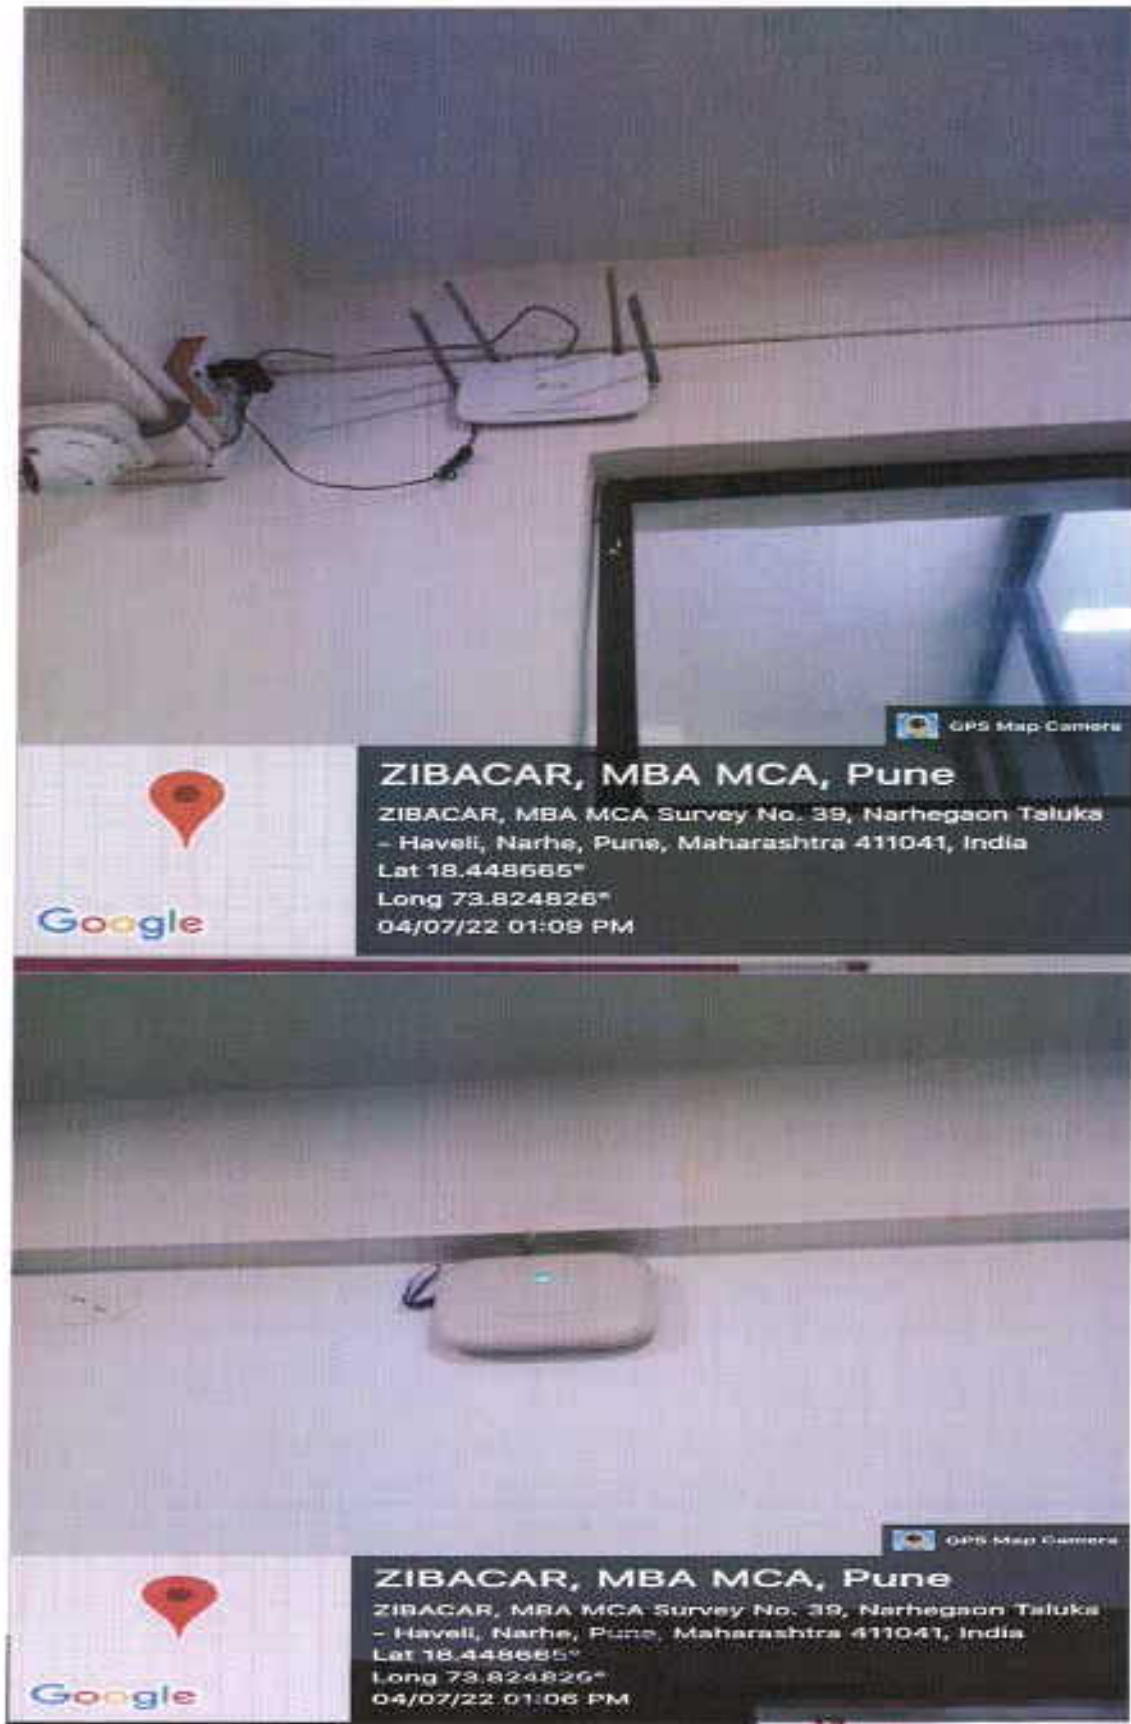 GPS Map Camera
ZIBACAR, MBA MCA, Pune
ZIBACAR, MBA MCA Survey No. 39, Narhegaon Taluka
- Haveli, Narhe, Pune, Maharashtra 411041, India
Lat 18.448665°
Long 73.824826°
04/07/22 01:09 PM
Google
GPS Map Camera
ZIBACAR, MBA MCA, Pune
ZIBACAR, MBA MCA Survey No. 39, Narhegaon Taluka
- Haveli, Narhe, Pune, Maharashtra 411041, India
Lat 18.448665°
Long 73.824826°
04/07/22 01:06 PM
Google